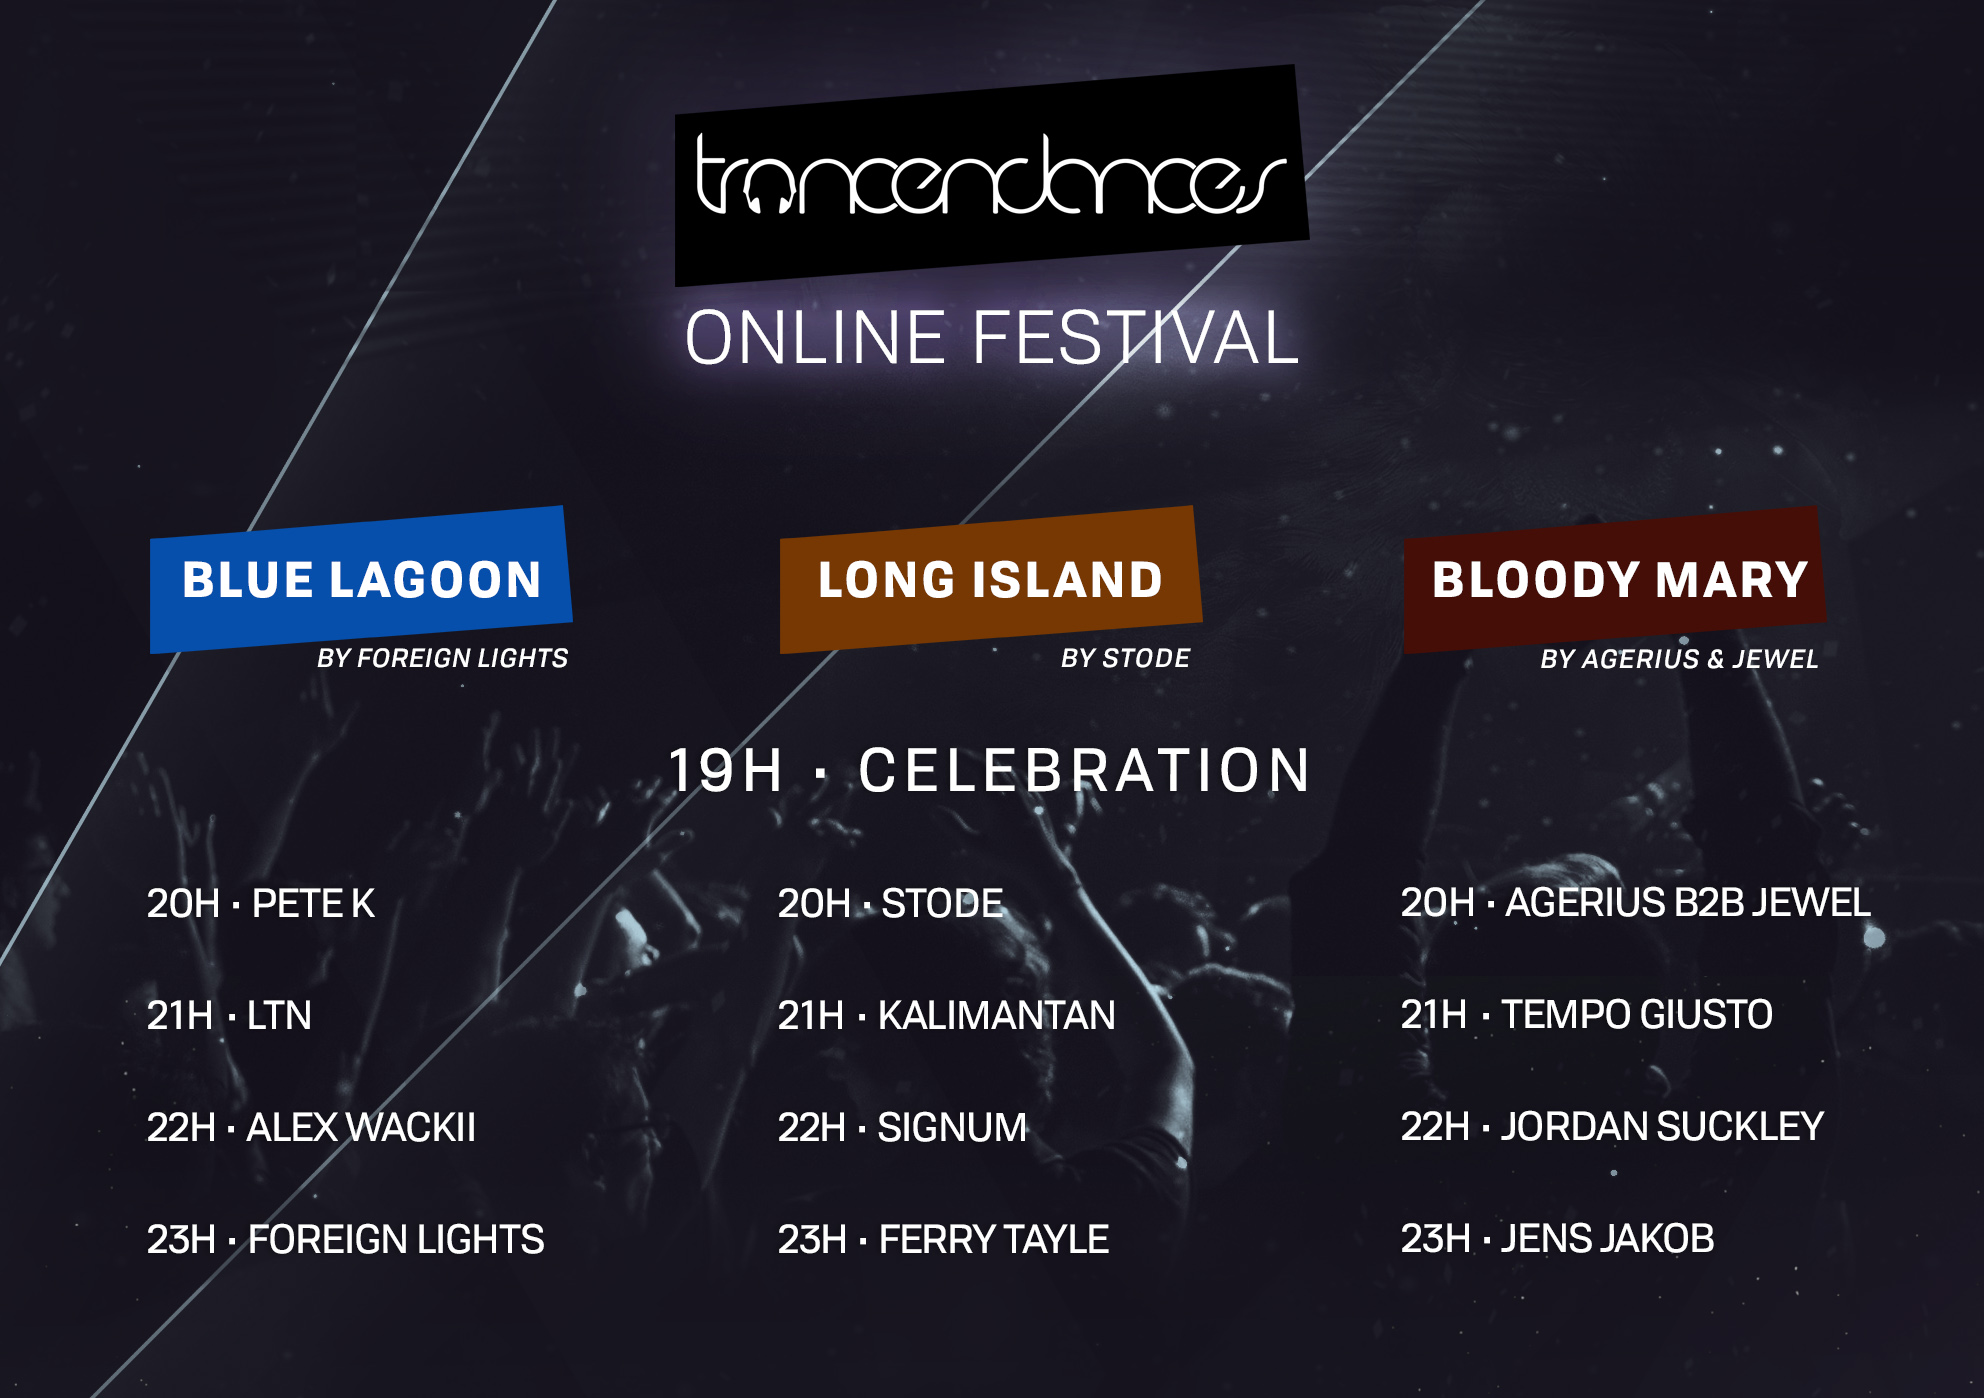 trancendances
ONLINE FESTIVAL
BLUE LAGOON
BY FOREIGN LIGHTS
LONG ISLAND
BY STODE
BLOODY MARY
BY AGERIUS & JEWEL
19H · CELEBRATION
20H · PETE K
21H · LTN
22H · ALEX WACKII
23H · FOREIGN LIGHTS
20H · STODE
21H · KALIMANTAN
22H · SIGNUM
23H · FERRY TAYLE
20H · AGERIUS B2B JEWEL
21H · TEMPO GIUSTO
22H · JORDAN SUCKLEY
23H · JENS JAKOB